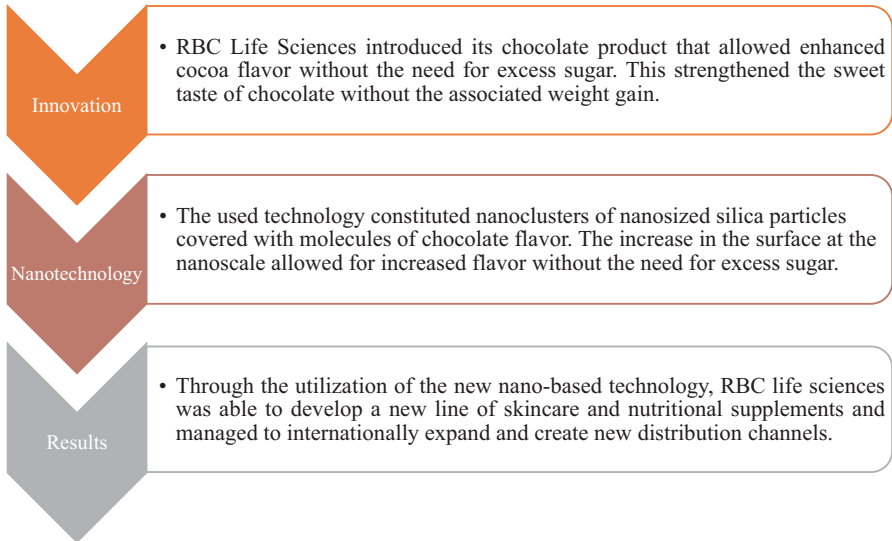 Innovation
• RBC Life Sciences introduced its chocolate product that allowed enhanced
cocoa flavor without the need for excess sugar. This strengthened the sweet
taste of chocolate without the associated weight gain.
Nanotechnology
• The used technology constituted nanoclusters of nanosized silica particles
covered with molecules of chocolate flavor. The increase in the surface at the
nanoscale allowed for increased flavor without the need for excess sugar.
Results
• Through the utilization of the new nano-based technology, RBC life sciences
was able to develop a new line of skincare and nutritional supplements and
managed to internationally expand and create new distribution channels.